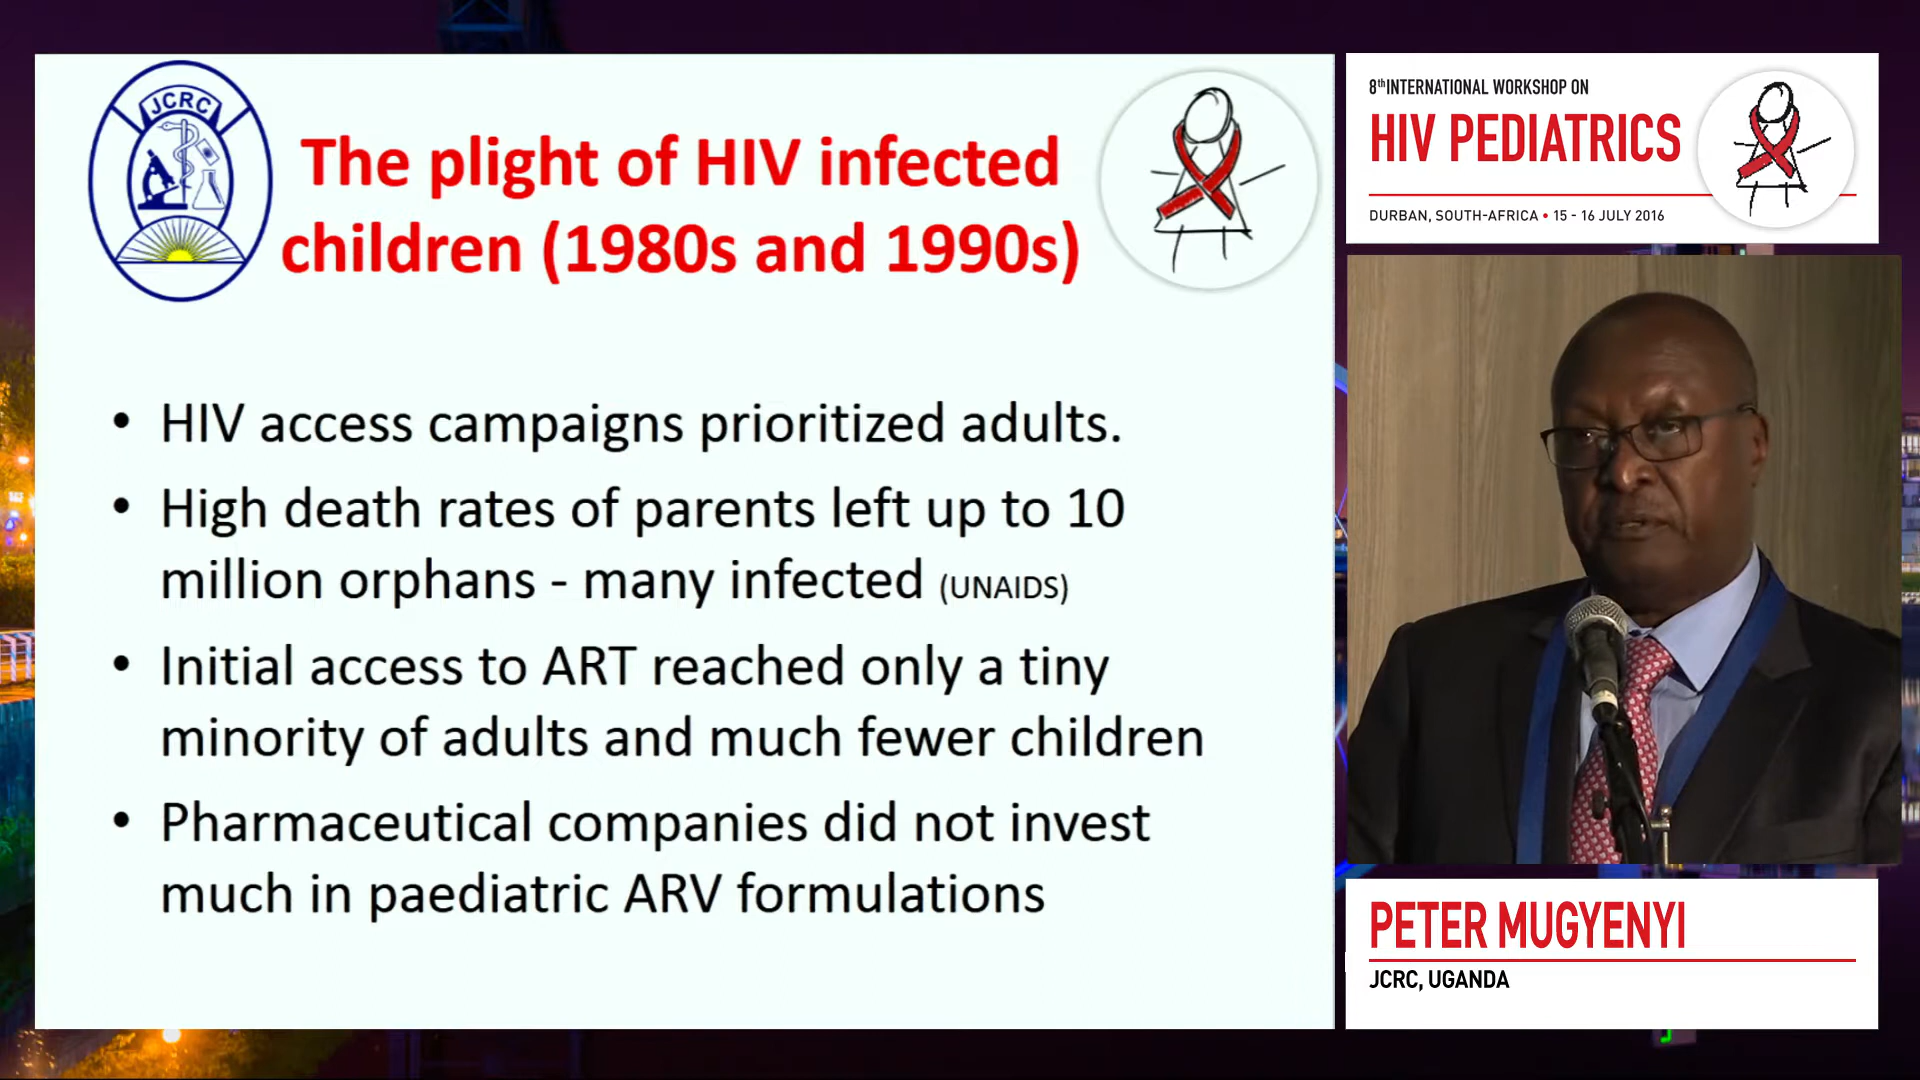 JCRC
The plight of HIV infected
children (1980s and 1990s)
• HIV access campaigns prioritized adults.
• High death rates of parents left up to 10
million orphans - many infected (UNAIDS)
• Initial access to ART reached only a tiny
minority of adults and much fewer children
• Pharmaceutical companies did not invest
much in paediatric ARV formulations
8th INTERNATIONAL WORKSHOP ON
HIV PEDIATRICS
DURBAN, SOUTH-AFRICA • 15 - 16 JULY 2016
PETER MUGYENYI
JCRC, UGANDA